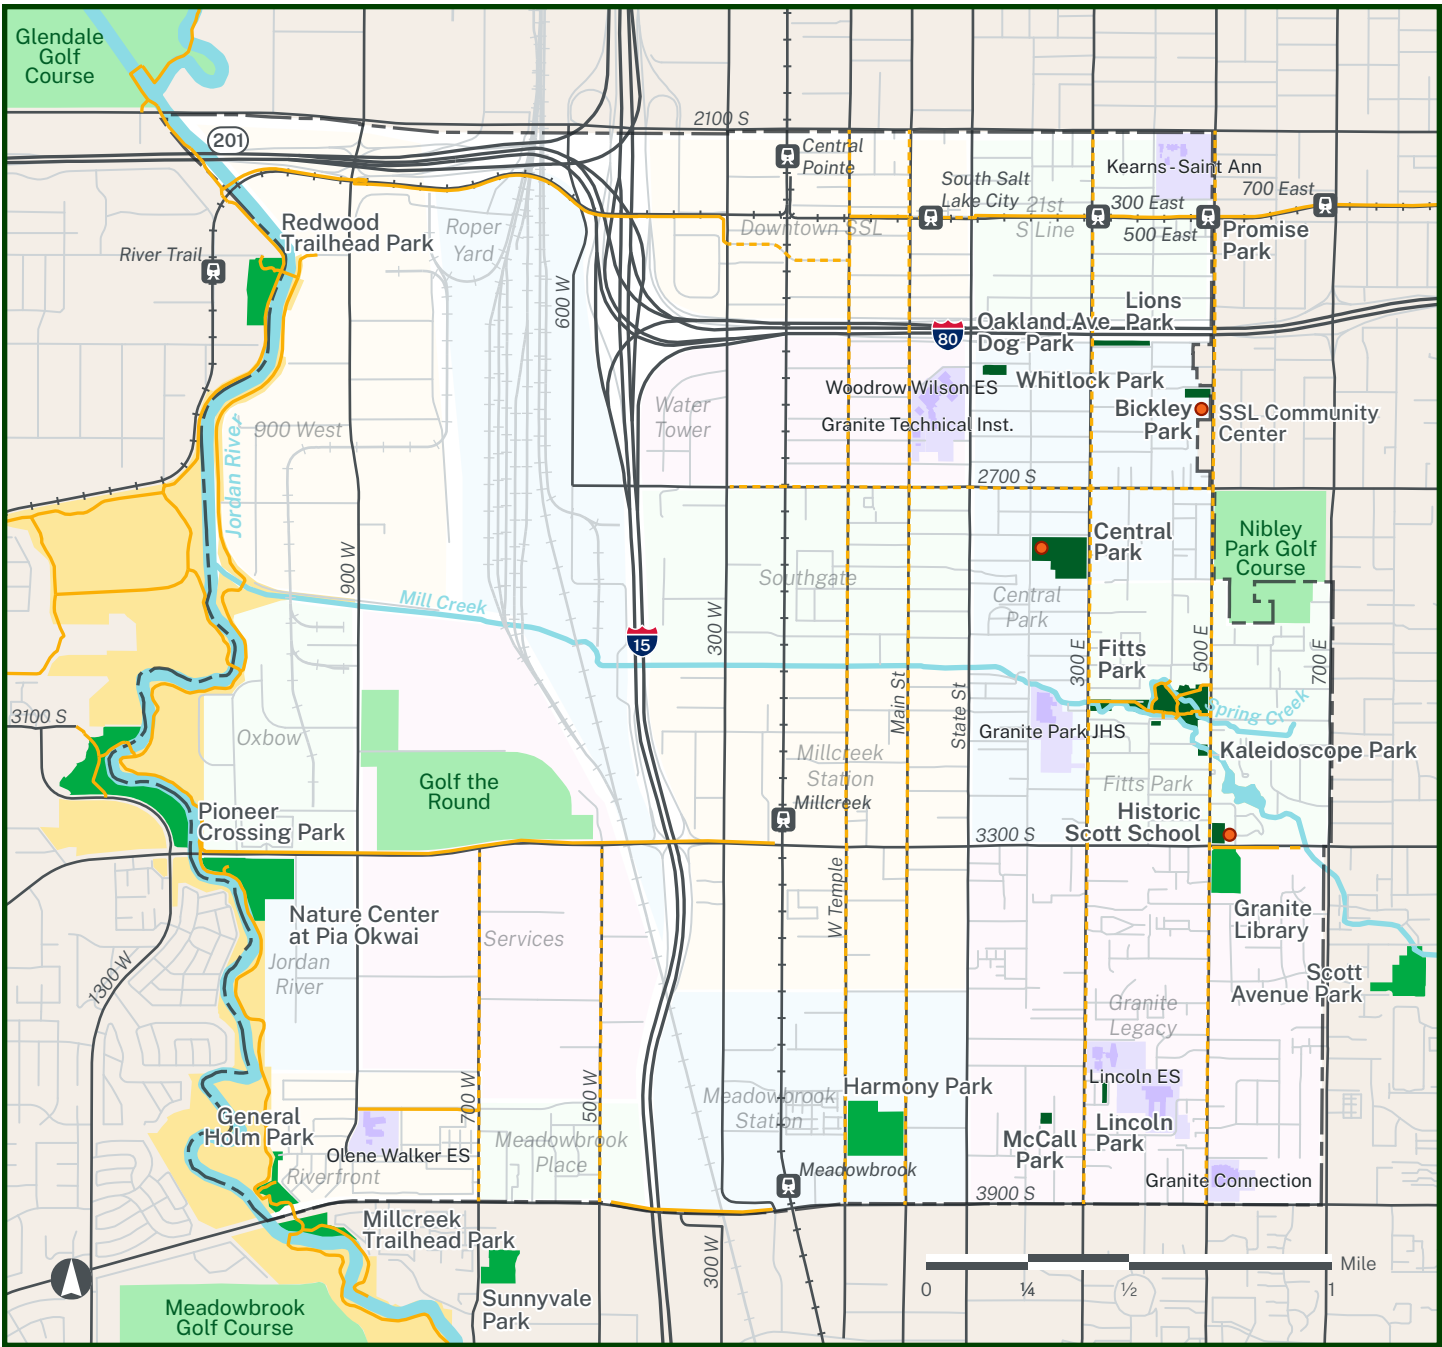 Glendale
Golf
Course
201
2100 S
Central
Pointe
Kearns-Saint Ann
South Salt
Lake City
21st
S Line
300 East
700 East
500 East
Promise
Park
Redwood
Trailhead Park
River Trail
Roper
Yard
Downtown SSL
600 W
Lions
Park
Oakland Ave
Dog Park
80
Whitlock Park
Woodrow Wilson ES
Granite Technical Inst.
Bickley
Park
SSL Community
Center
Water
Tower
900 West
Jordan River
2700 S
Nibley
Park Golf
Course
Central
Park
900 W
Southgate
Central
Park
Mill Creek
15
300 W
300 E
500 E
700 E
Fitts
Park
Main St
State St
Spring Creek
3100 S
Oxbow
Granite Park JHS
Kaleidoscope Park
Millcreek
Station
Fitts Park
Golf the
Round
Millcreek
Historic
Scott School
Pioneer
Crossing Park
3300 S
W Temple
Nature Center
at Pia Okwai
Services
Granite
Library
Jordan
River
1300 W
Scott
Avenue Park
Granite
Legacy
Lincoln ES
Harmony Park
Meadowbrook
Station
700 W
500 W
General
Holm Park
Lincoln
Park
McCall
Park
Olene Walker ES
Meadowbrook
Place
Riverfront
Meadowbrook
Granite Connection
3900 S
Millcreek
Trailhead Park
300 W
Mile
0
¼
½
1
Sunnyvale
Park
Meadowbrook
Golf Course